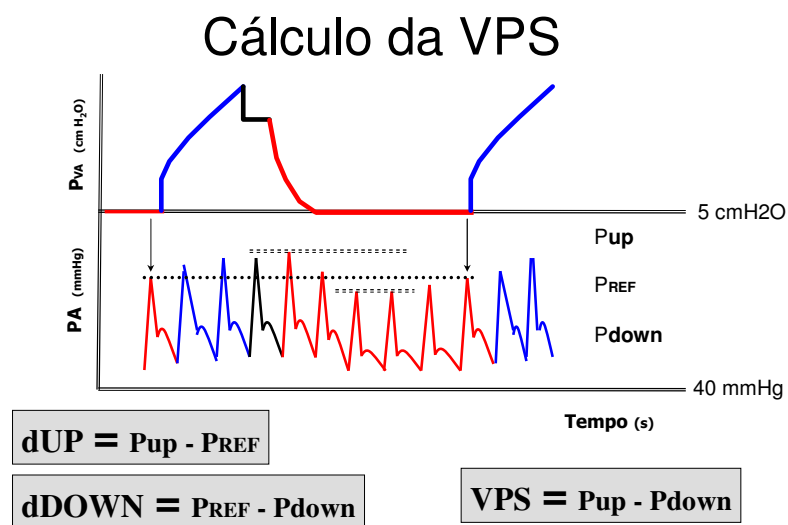 Cálculo da VPS
PVA (cm H2O)
5 cmH2O
Pup
PREF
Pdown
PA (mmHg)
40 mmHg
Tempo (s)
dUP = Pup - PREF
dDOWN = PREF - Pdown
VPS = Pup - Pdown